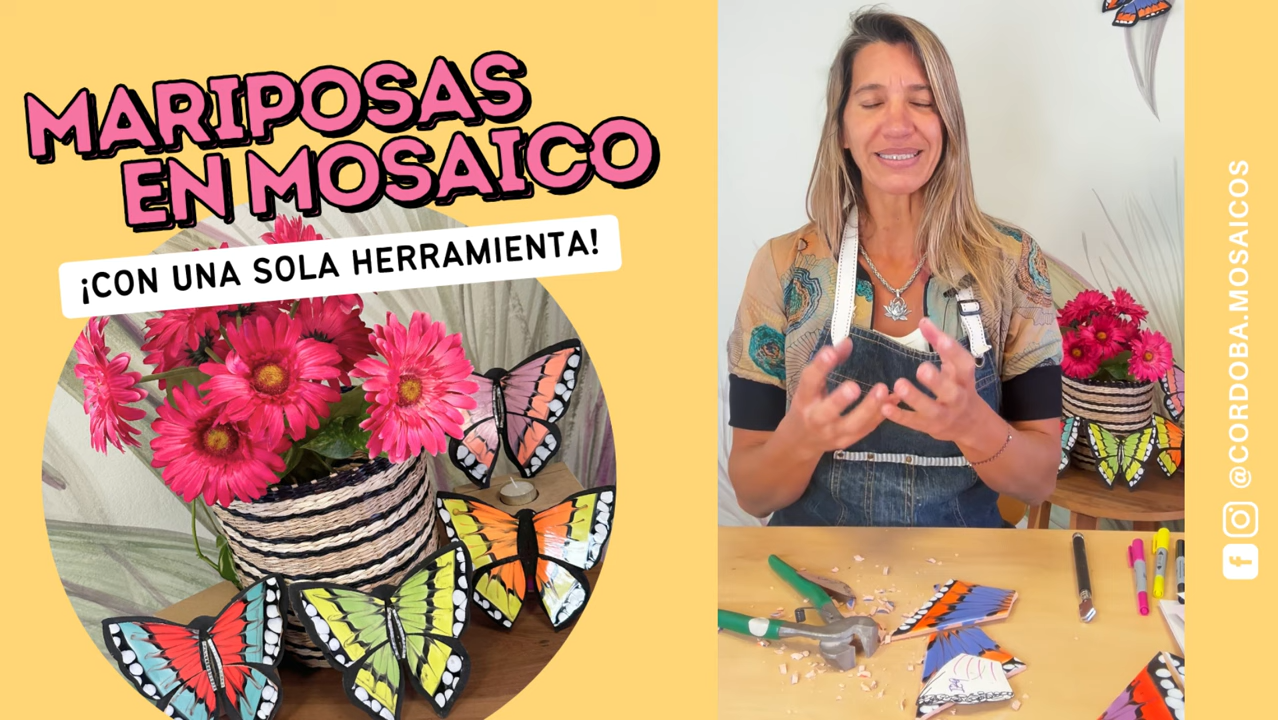 MARIPOSAS
EN MOSAICO
¡CON UNA SOLA HERRAMIENTA!
@CORDOBA.MOSAICOS